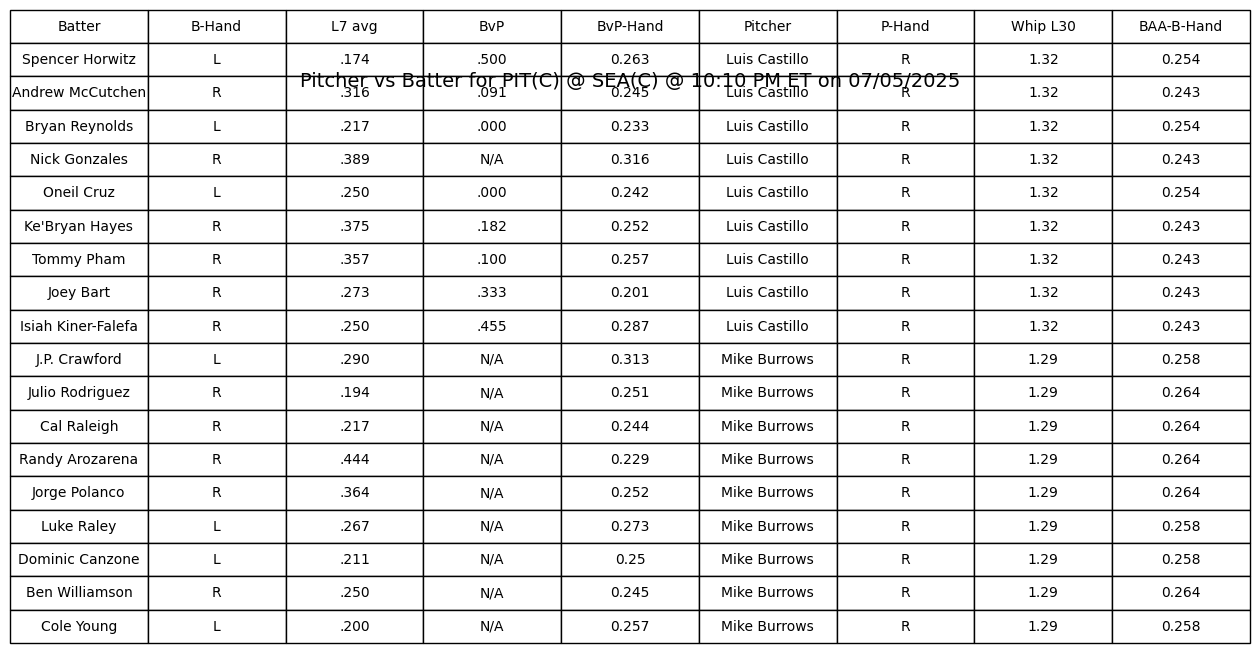 Batter B-Hand L7 avg BvP BvP-Hand Pitcher P-Hand Whip L30 BAA-B-Hand
Spencer Horwitz L .174 .500 0.263 Luis Castillo R 1.32 0.254
Pitcher vs Batter for PIT(C) @ SEA(C) @ 10:10 PM ET on 07/05/2025
Andrew McCutchen R .316 .091 0.245 Luis Castillo R 1.32 0.243
Bryan Reynolds L .217 .000 0.233 Luis Castillo R 1.32 0.254
Nick Gonzales R .389 N/A 0.316 Luis Castillo R 1.32 0.243
Oneil Cruz L .250 .000 0.242 Luis Castillo R 1.32 0.254
Ke'Bryan Hayes R .375 .182 0.252 Luis Castillo R 1.32 0.243
Tommy Pham R .357 .100 0.257 Luis Castillo R 1.32 0.243
Joey Bart R .273 .333 0.201 Luis Castillo R 1.32 0.243
Isiah Kiner-Falefa R .250 .455 0.287 Luis Castillo R 1.32 0.243
J.P. Crawford L .290 N/A 0.313 Mike Burrows R 1.29 0.258
Julio Rodriguez R .194 N/A 0.251 Mike Burrows R 1.29 0.264
Cal Raleigh R .217 N/A 0.244 Mike Burrows R 1.29 0.264
Randy Arozarena R .444 N/A 0.229 Mike Burrows R 1.29 0.264
Jorge Polanco R .364 N/A 0.252 Mike Burrows R 1.29 0.264
Luke Raley L .267 N/A 0.273 Mike Burrows R 1.29 0.258
Dominic Canzone L .211 N/A 0.25 Mike Burrows R 1.29 0.258
Ben Williamson R .250 N/A 0.245 Mike Burrows R 1.29 0.264
Cole Young L .200 N/A 0.257 Mike Burrows R 1.29 0.258